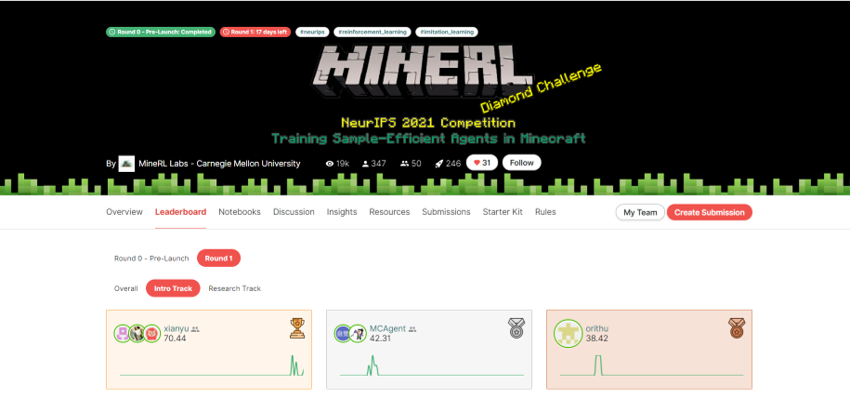 Round 0 - Pre-Launch: Completed Round 1: 17 days left #neurips #reinforcement_learning #imitation_learning
MINERL
Diamond Challenge
NeurIPS 2021 Competition
Training Sample-Efficient Agents in Minecraft
By MineRL Labs - Carnegie Mellon University 19k 347 50 246 31 Follow
Overview Leaderboard Notebooks Discussion Insights Resources Submissions Starter Kit Rules My Team Create Submission
Round 0 - Pre-Launch Round 1
Overall Intro Track Research Track
xianyu
70.44
MCAgent
42.31
orithu
38.42